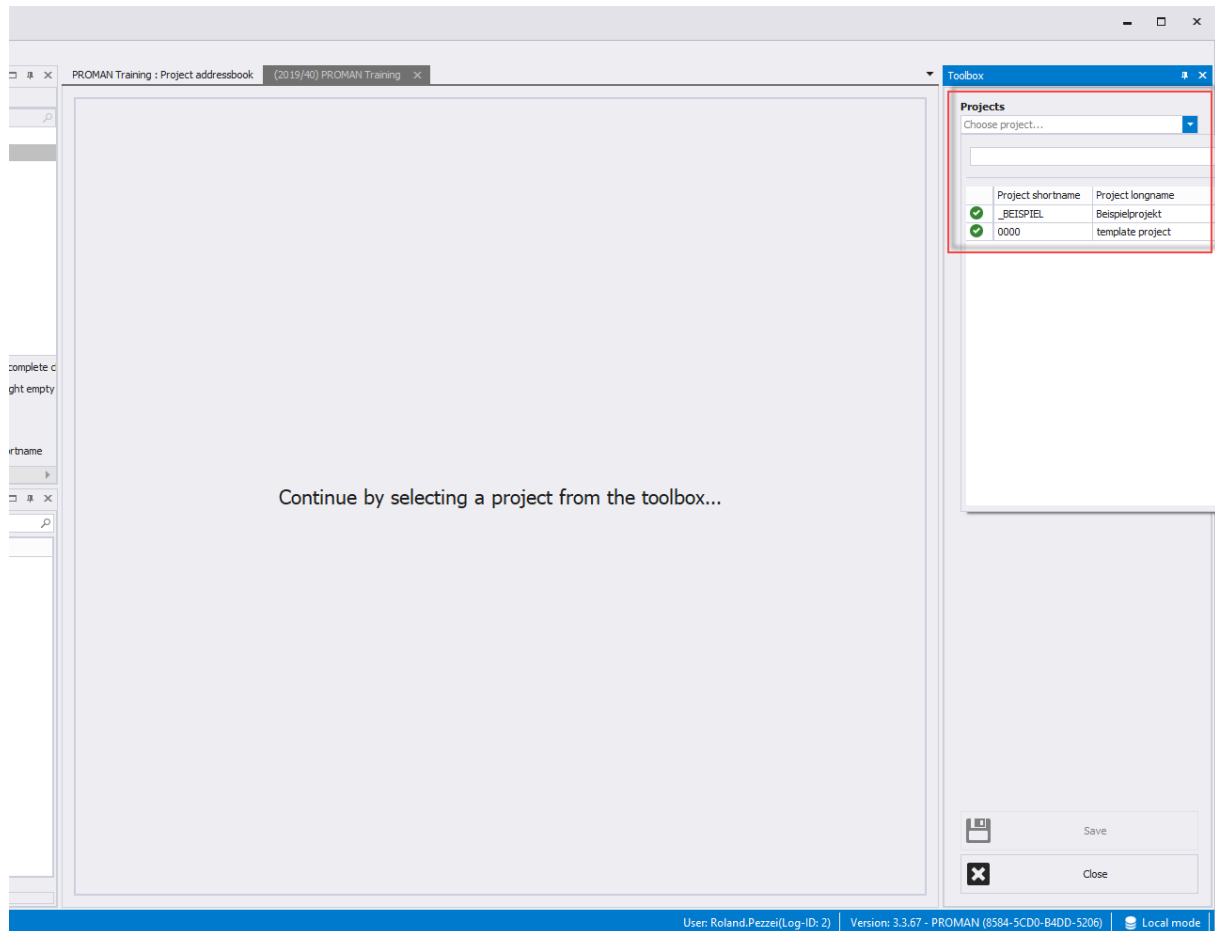 PROMAN Training : Project addressbook
(2019/40) PROMAN Training
Toolbox
Projects
Choose project...
Project shortname Project longname
_BEISPIEL Beispielprojekt
0000 template project
complete c
ght empty
rtname
Continue by selecting a project from the toolbox...
Save
Close
User: Roland.Pezzei(Log-ID: 2) Version: 3.3.67 - PROMAN (8584-5CD0-B4DD-5206) Local mode